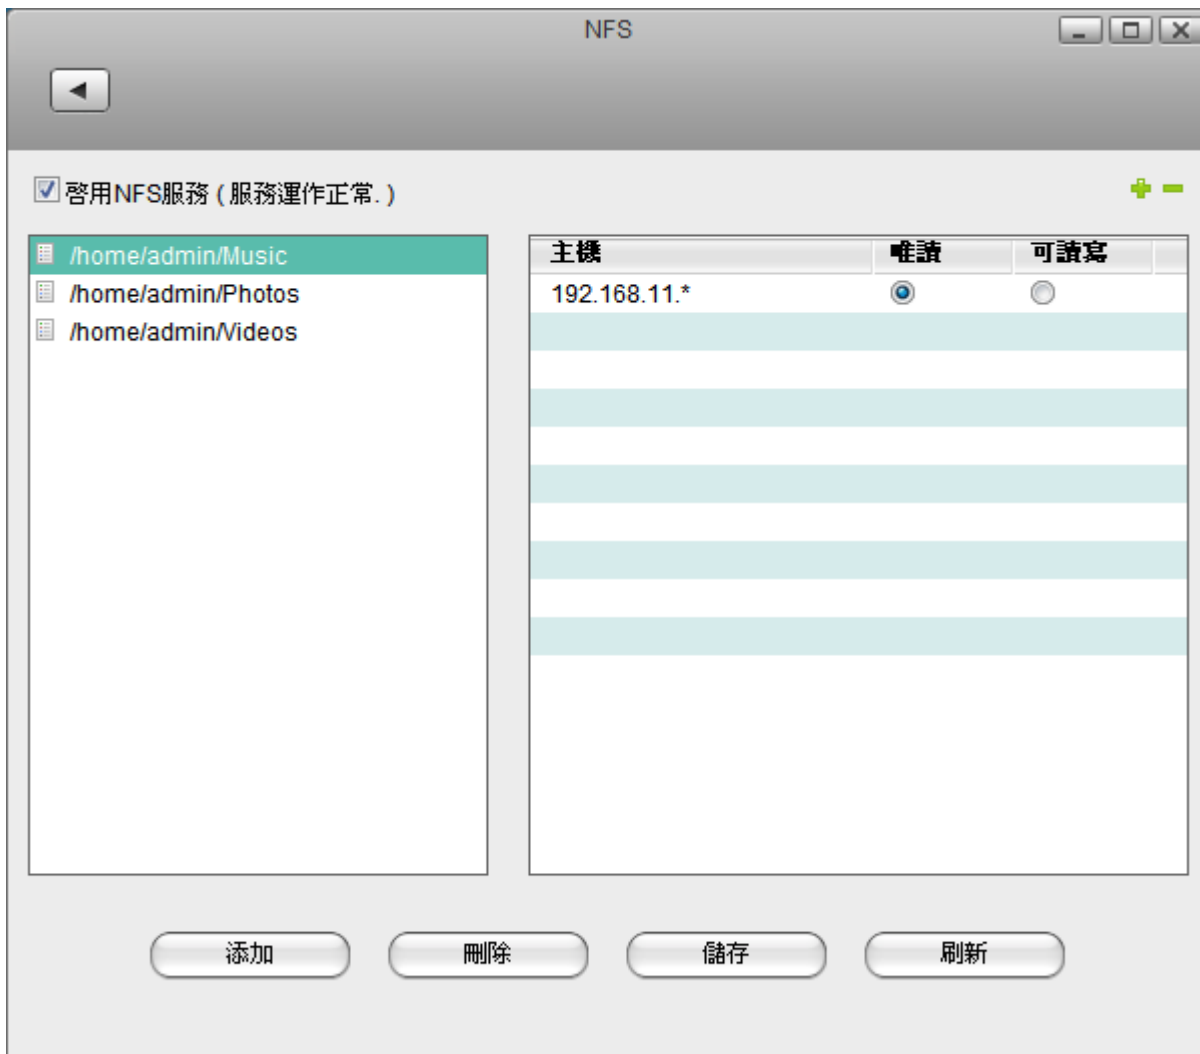 NFS
啓用NFS服務 ( 服務運作正常. )
/home/admin/Music
/home/admin/Photos
/home/admin/Videos
主機 唯讀 可讀寫
192.168.11.*
添加 刪除 儲存 刷新